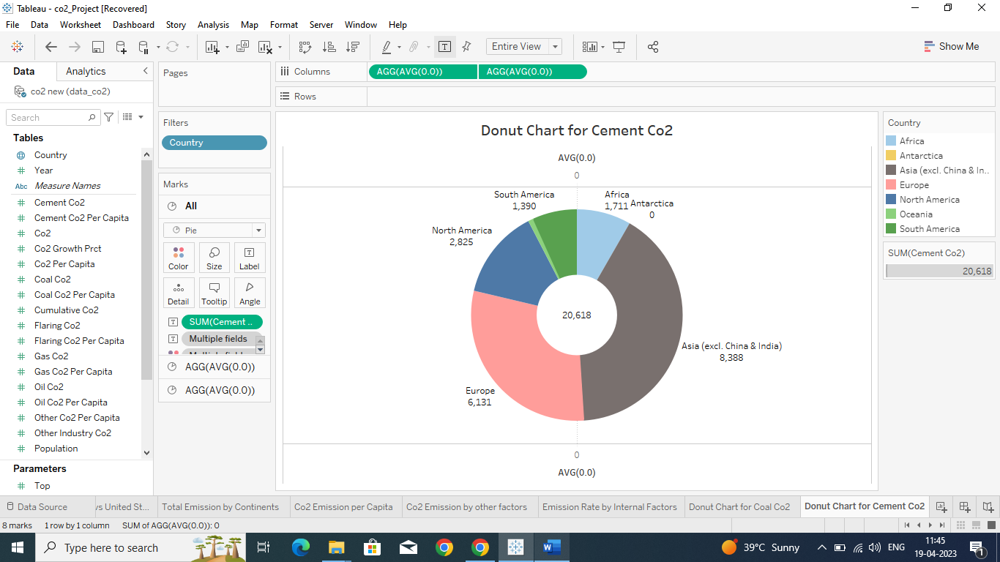 Tableau - co2_Project [Recovered]
File Data Worksheet Dashboard Story Analysis Map Format Server Window Help
Entire View
Show Me
Data Analytics
co2 new (data_co2)
Search
Tables
Country
Year
Abc Measure Names
Cement Co2
Cement Co2 Per Capita
Co2
Co2 Growth Prct
Co2 Per Capita
Coal Co2
Coal Co2 Per Capita
Cumulative Co2
Flaring Co2
Flaring Co2 Per Capita
Gas Co2
Gas Co2 Per Capita
Oil Co2
Oil Co2 Per Capita
Other Co2 Per Capita
Other Industry Co2
Population
Parameters
Top
Pages
Filters
Country
Marks
All
Pie
Color Size Label
Detail Tooltip Angle
SUM(Cement ..
Multiple fields
AGG(AVG(0.0))
AGG(AVG(0.0))
Columns AGG(AVG(0.0)) AGG(AVG(0.0))
Rows
Donut Chart for Cement Co2
AVG(0.0)
0
South America
1,390
Africa
1,711
Antarctica
0
North America
2,825
20,618
Asia (excl. China & India)
8,388
Europe
6,131
0
AVG(0.0)
Country
Africa
Antarctica
Asia (excl. China & In..
Europe
North America
Oceania
South America
SUM(Cement Co2)
20,618
Data Source /s United St... Total Emission by Continents Co2 Emission per Capita Co2 Emission by other factors Emission Rate by Internal Factors Donut Chart for Coal Co2 Donut Chart for Cement Co2
8 marks 1 row by 1 column SUM of AGG(AVG(0.0)): 0
Type here to search
39°C Sunny
ENG
11:45
19-04-2023
1